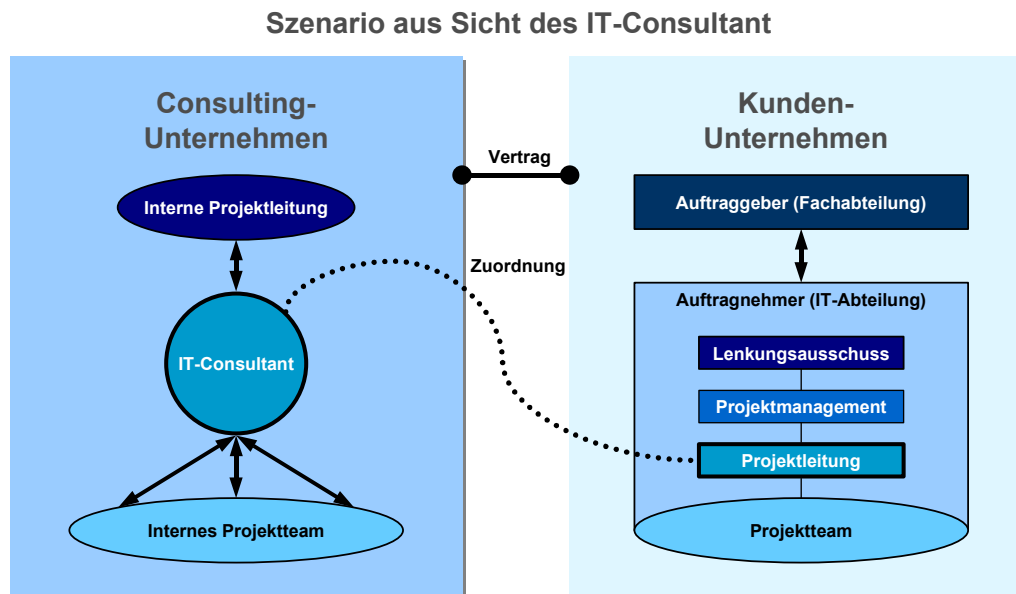 Szenario aus Sicht des IT-Consultant
Consulting-
Unternehmen
Interne Projektleitung
IT-Consultant
Internes Projektteam
Vertrag
Zuordnung
Kunden-
Unternehmen
Auftraggeber (Fachabteilung)
Auftragnehmer (IT-Abteilung)
Lenkungsausschuss
Projektmanagement
Projektleitung
Projektteam